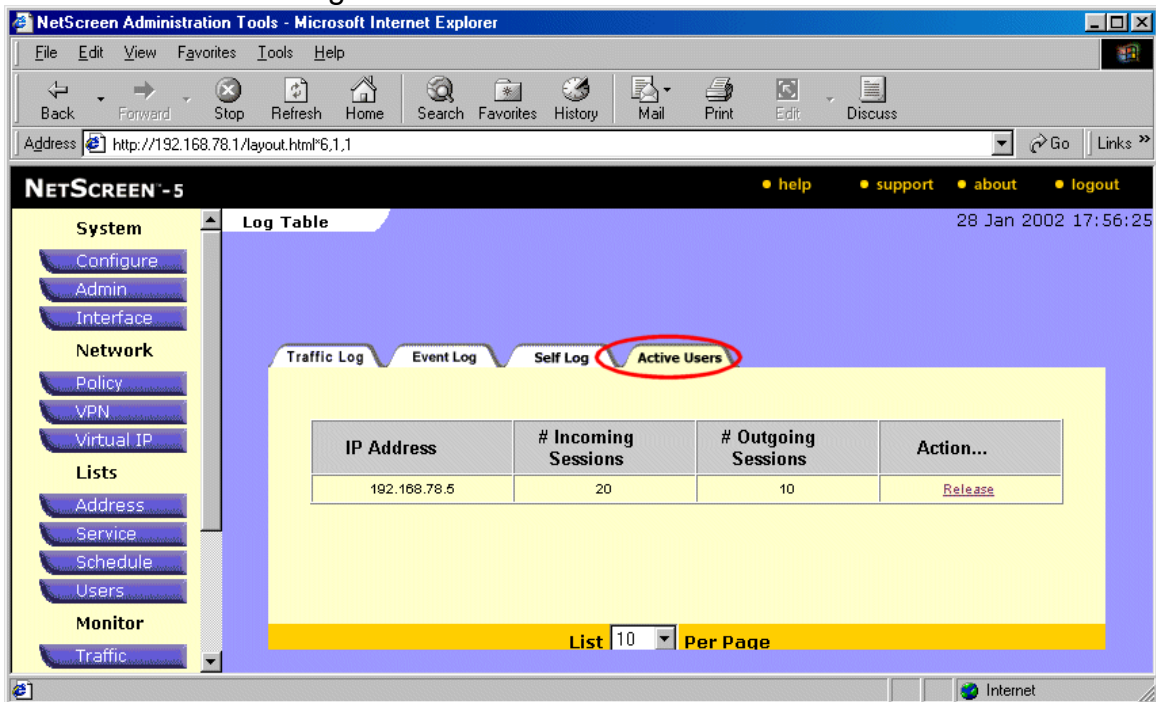 NetScreen Administration Tools - Microsoft Internet Explorer
File Edit View Favorites Tools Help
Back Forward Stop Refresh Home Search Favorites History Mail Print Edit Discuss
Address http://192.168.78.1/layout.html*6,1,1 Go Links »
NETSCREEN™-5 help support about logout
System Log Table 28 Jan 2002 17:56:25
Configure
Admin
Interface
Network
Traffic Log Event Log Self Log Active Users
Policy
VPN
Virtual IP
Lists
Address
Service
Schedule
Users
Monitor
Traffic
IP Address # Incoming Sessions # Outgoing Sessions Action...
192.168.78.5 20 10 Release
List 10 Per Page
Internet